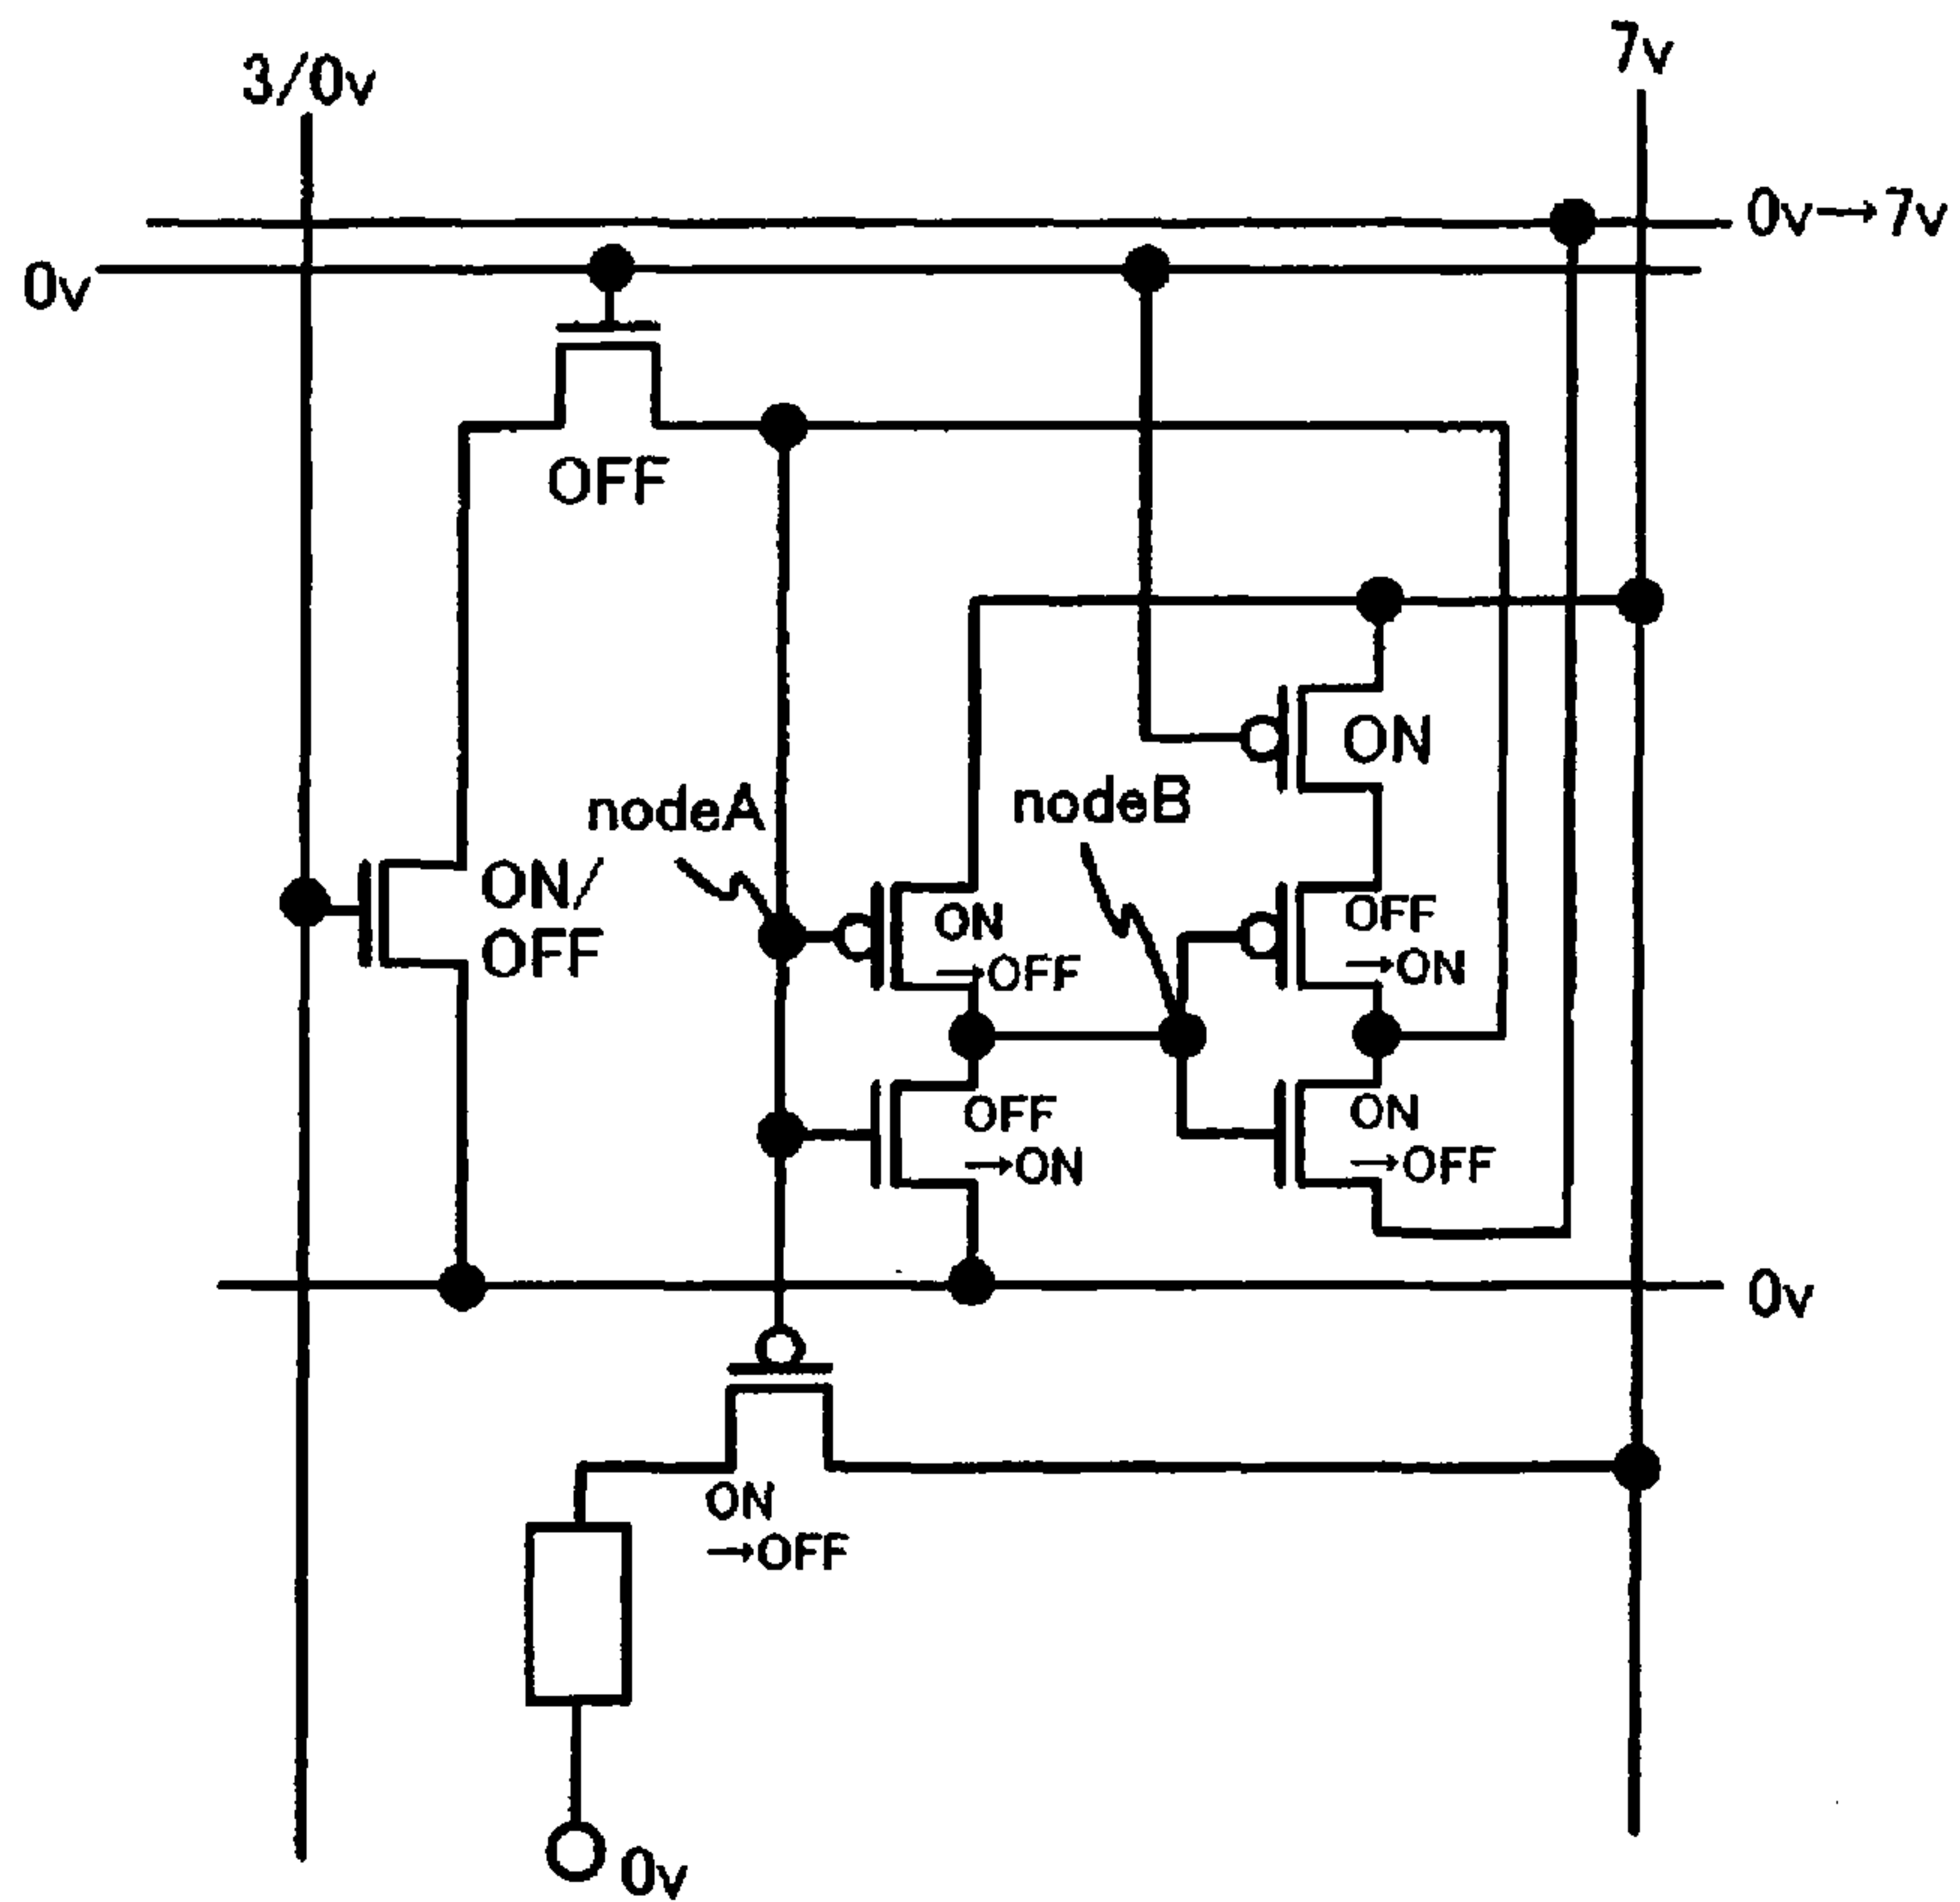 3/0v
7v
0v→7v
0v
OFF
ON
nodeA
nodeB
ON/
OFF
ON
→OFF
OFF
→ON
OFF
→ON
ON
→OFF
0v
ON
→OFF
0v